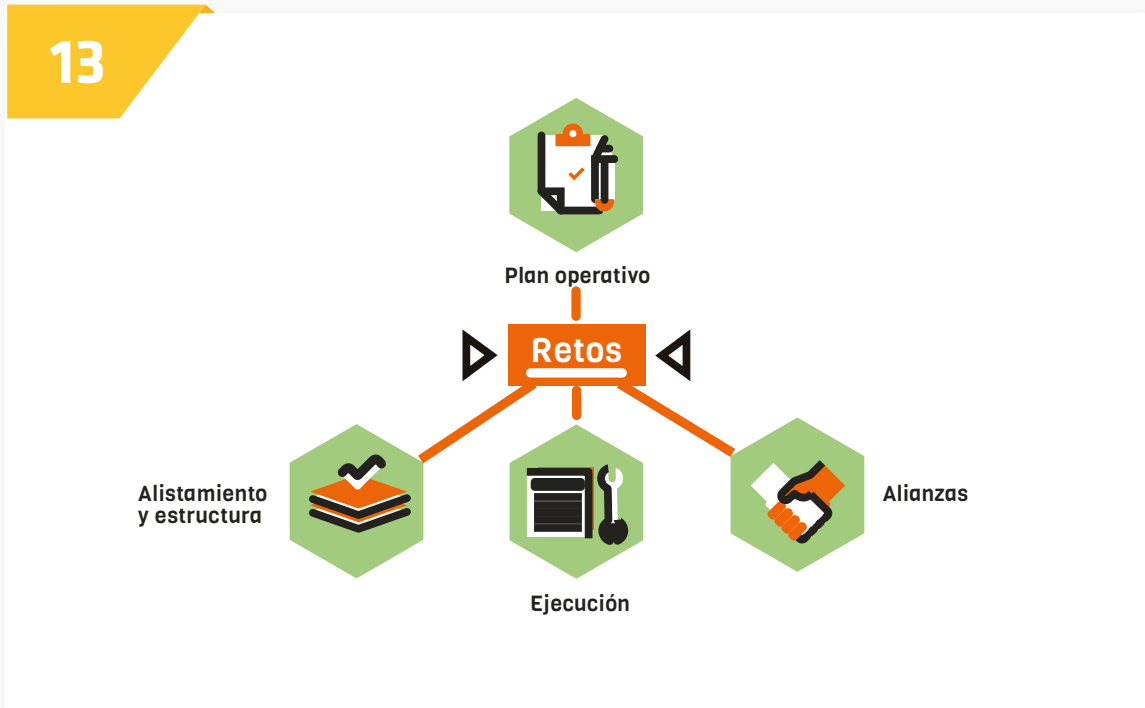 13
Plan operativo
Retos
Alistamiento
y estructura
Alianzas
Ejecución